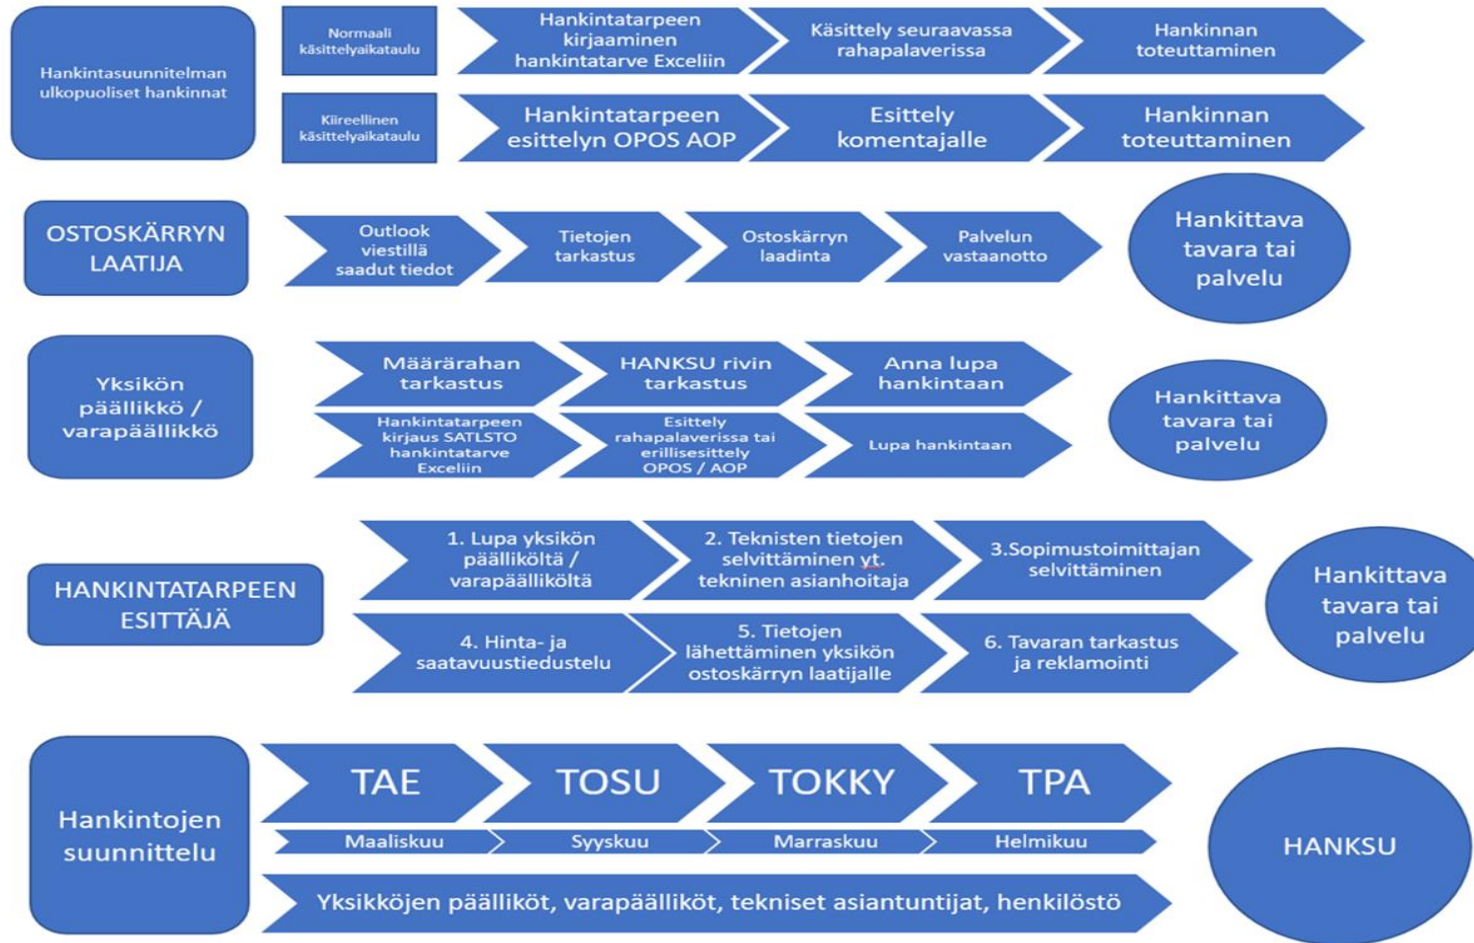 Hankintasuunnitelman
ulkopuoliset hankinnat
Normaali
käsittelyaikataulu
Hankintatarpeen
kirjaaminen
hankintatarve Exceliin
Käsittely seuraavassa
rahapalaverissa
Hankinnan
toteuttaminen
Kiireellinen
käsittelyaikataulu
Hankintatarpeen
esittelyn OPOS AOP
Esittely
komentajalle
Hankinnan
toteuttaminen
OSTOSKÄRRYN
LAATIJA
Outlook
viestillä
saadut tiedot
Tietojen
tarkastus
Ostoskärryn
laadinta
Palvelun
vastaanotto
Hankittava
tavara tai
palvelu
Yksikön
päällikkö /
varapäällikkö
Määrärahan
tarkastus
HANKSU rivin
tarkastus
Anna lupa
hankintaan
Hankintatarpeen
kirjaus SATLSTO
hankintatarve
Exceliin
Esittely
rahapalaverissa tai
erillisesittely
OPOS / AOP
Lupa hankintaan
Hankittava
tavara tai
palvelu
HANKINTATARPEEN
ESITTÄJÄ
1. Lupa yksikön
päälliköltä /
varapäälliköltä
2. Teknisten tietojen
selvittäminen yt.
tekninen asianhoitaja
3.Sopimustoimittajan
selvittäminen
4. Hinta- ja
saatavuustiedustelu
5. Tietojen
lähettäminen yksikön
ostoskärryn laatijalle
6. Tavaran tarkastus
ja reklamointi
Hankittava
tavara tai
palvelu
Hankintojen
suunnittelu
TAE
TOSU
TOKKY
TPA
Maaliskuu
Syyskuu
Marraskuu
Helmikuu
Yksikköjen päälliköt, varapäälliköt, tekniset asiantuntijat, henkilöstö
HANKSU